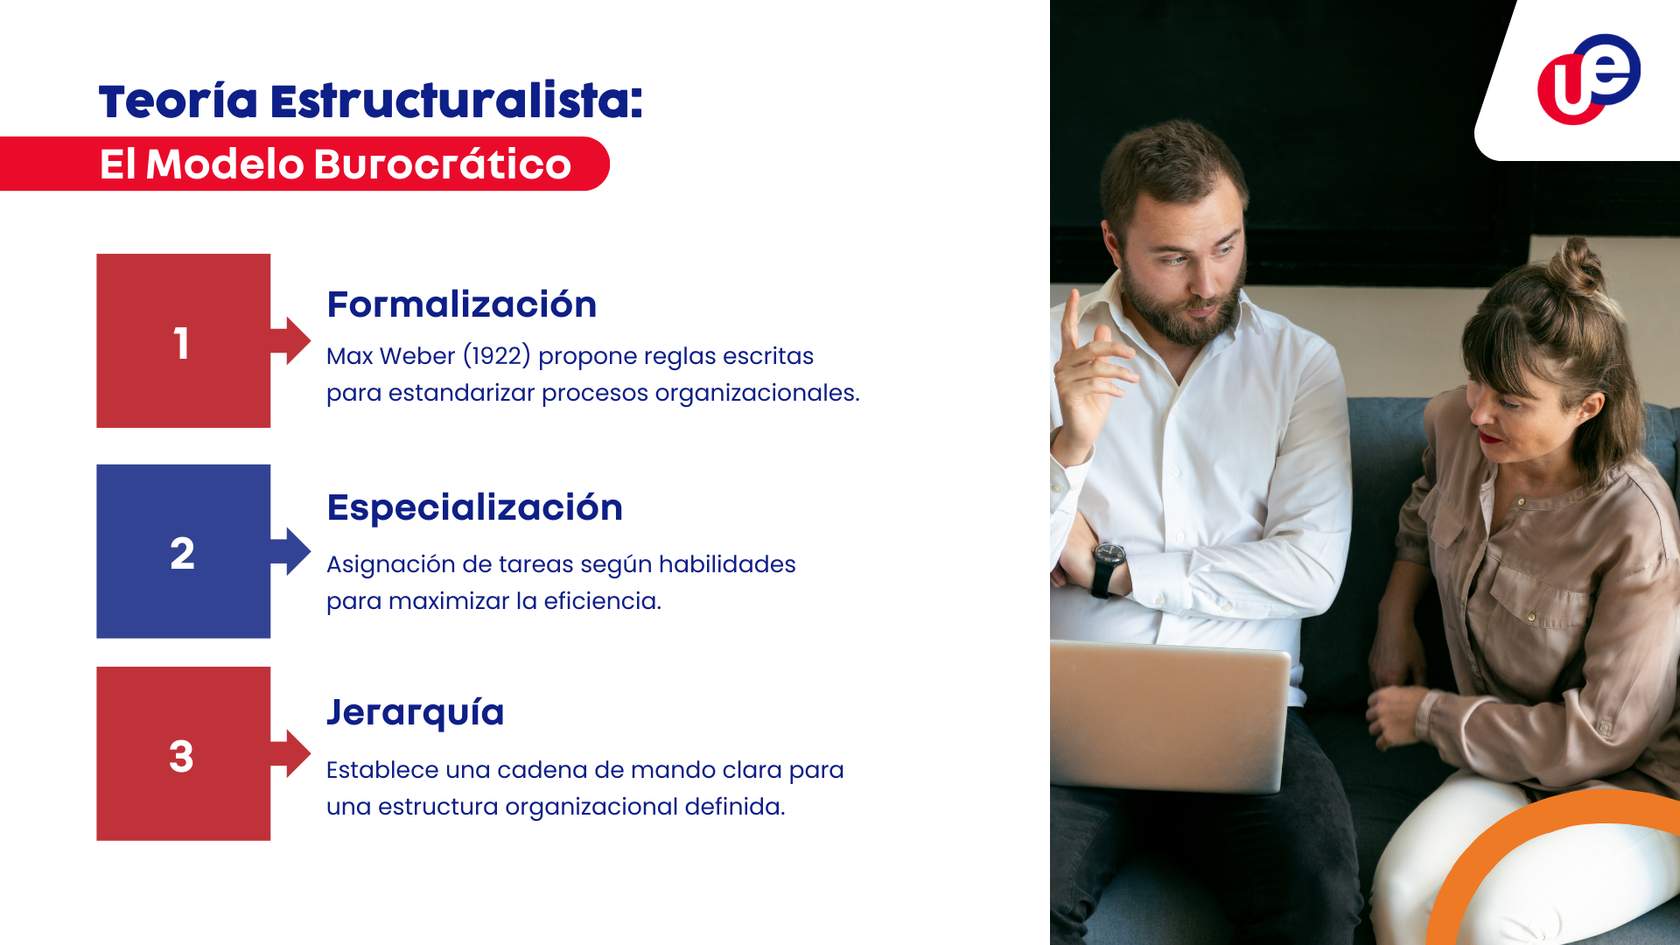 Teoría Estructuralista:
El Modelo Burocrático
1
Formalización
Max Weber (1922) propone reglas escritas
para estandarizar procesos organizacionales.
2
Especialización
Asignación de tareas según habilidades
para maximizar la eficiencia.
3
Jerarquía
Establece una cadena de mando clara para
una estructura organizacional definida.
ue